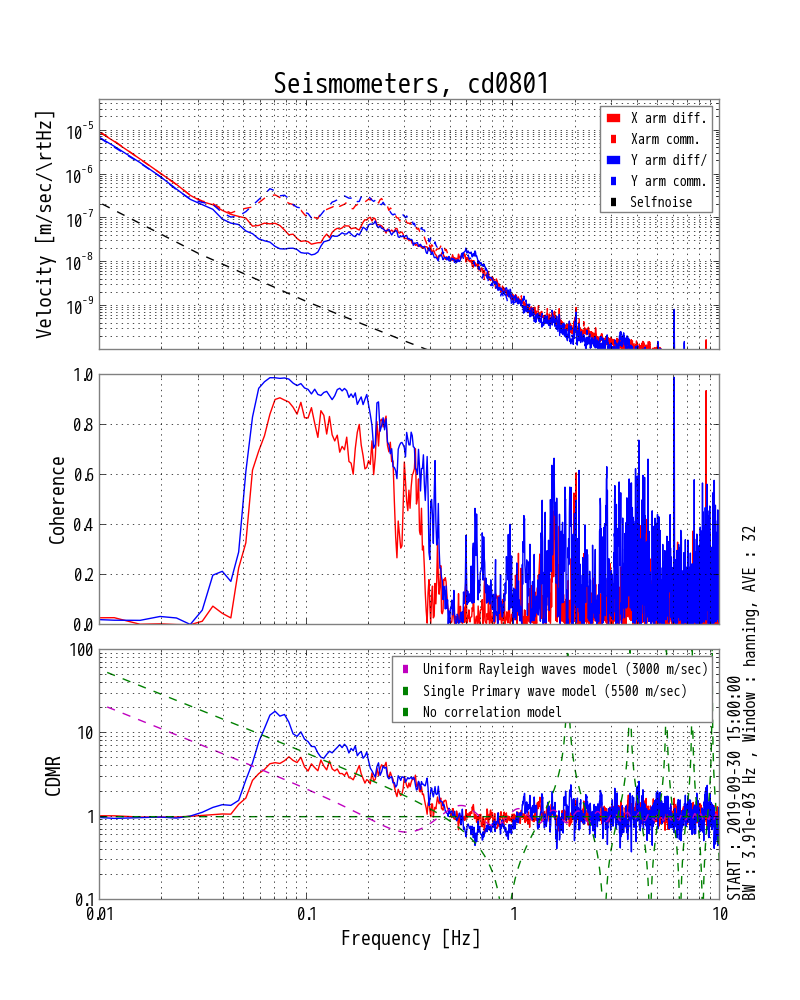 Seismometers, cd0801
Velocity [m/sec/\rtHz]
10^-5
10^-6
10^-7
10^-8
10^-9
X arm diff.
Xarm comm.
Y arm diff/
Y arm comm.
Selfnoise
Coherence
1.0
0.8
0.6
0.4
0.2
0.0
CDMR
100
10
1
0.1
Uniform Rayleigh waves model (3000 m/sec)
Single Primary wave model (5500 m/sec)
No correlation model
0.01
0.1
1
10
Frequency [Hz]
START : 2019-09-30 15:00:00
BW : 3.91e-03 Hz , Window : hanning, AVE : 32